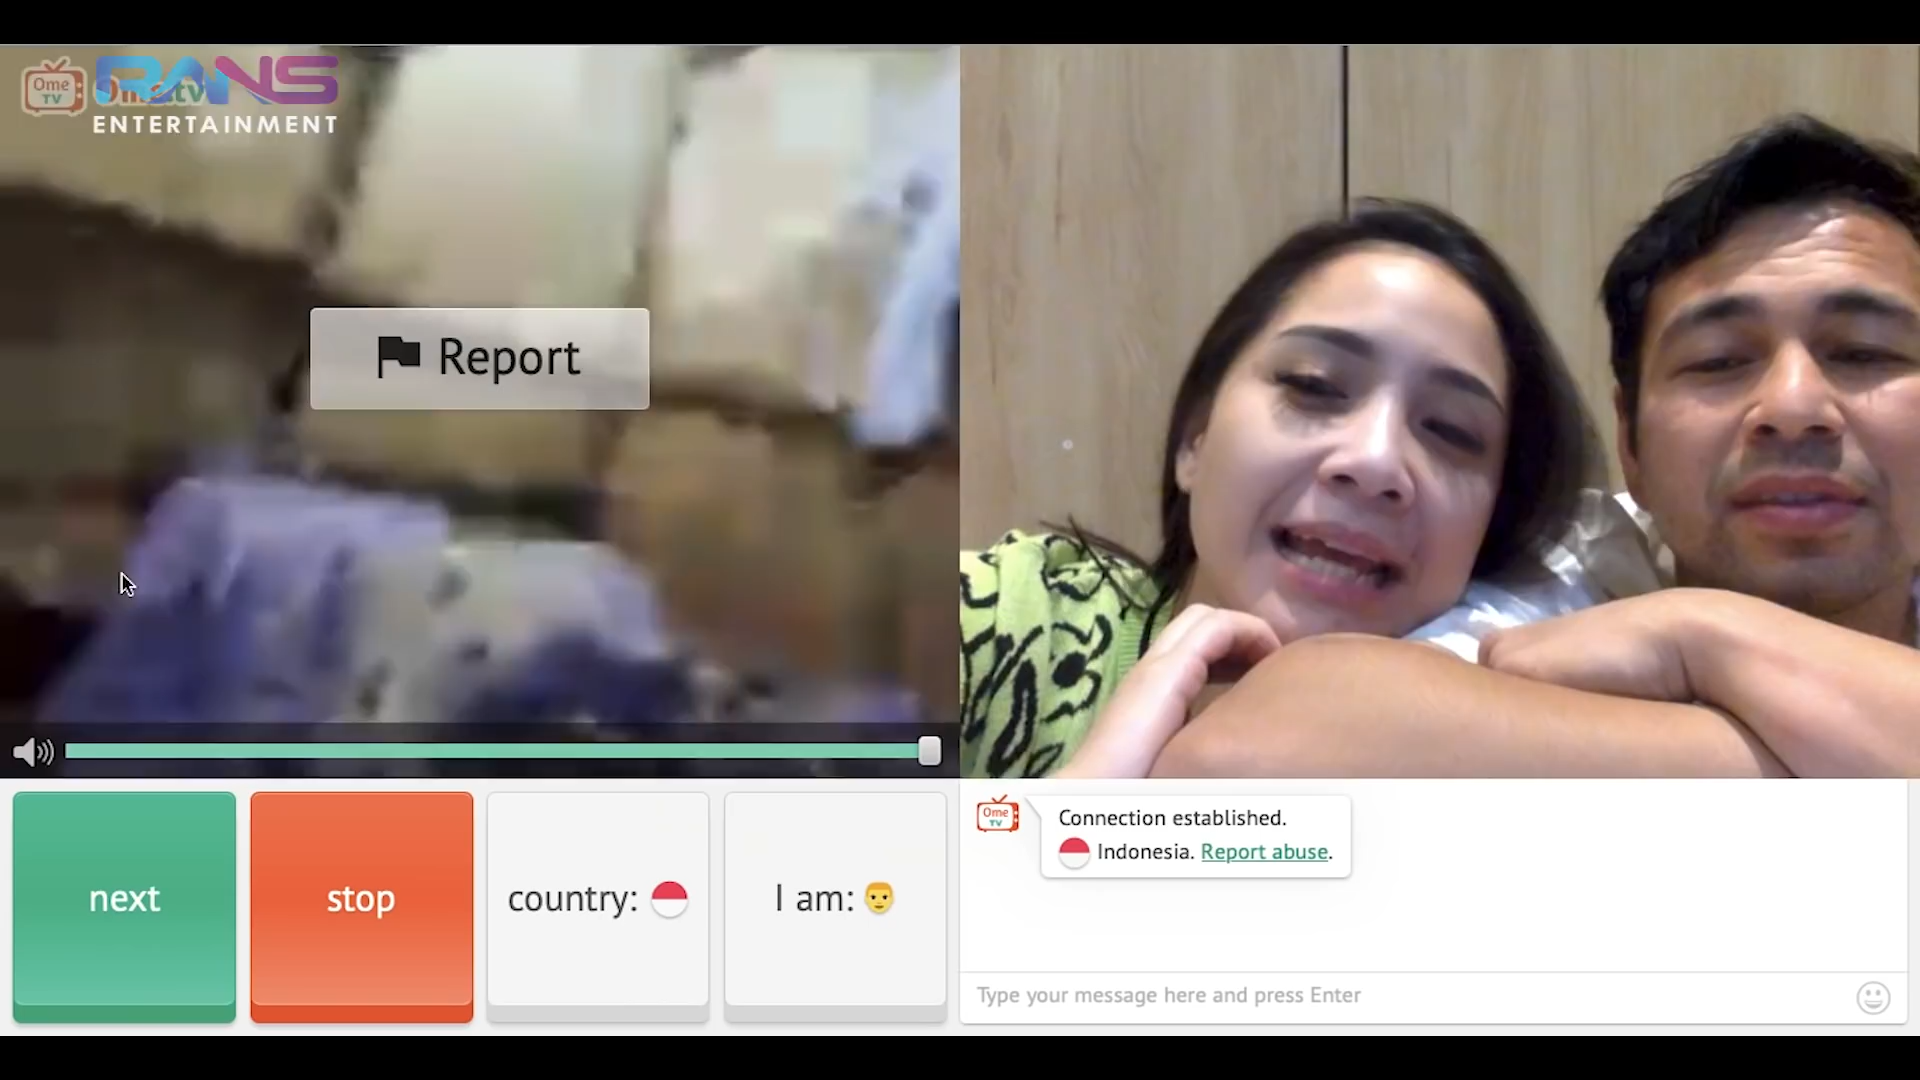 Ome
TV
RANS
ENTERTAINMENT
Report
next
stop
country:
I am:
Ome
TV
Connection established.
Indonesia. Report abuse.
Type your message here and press Enter